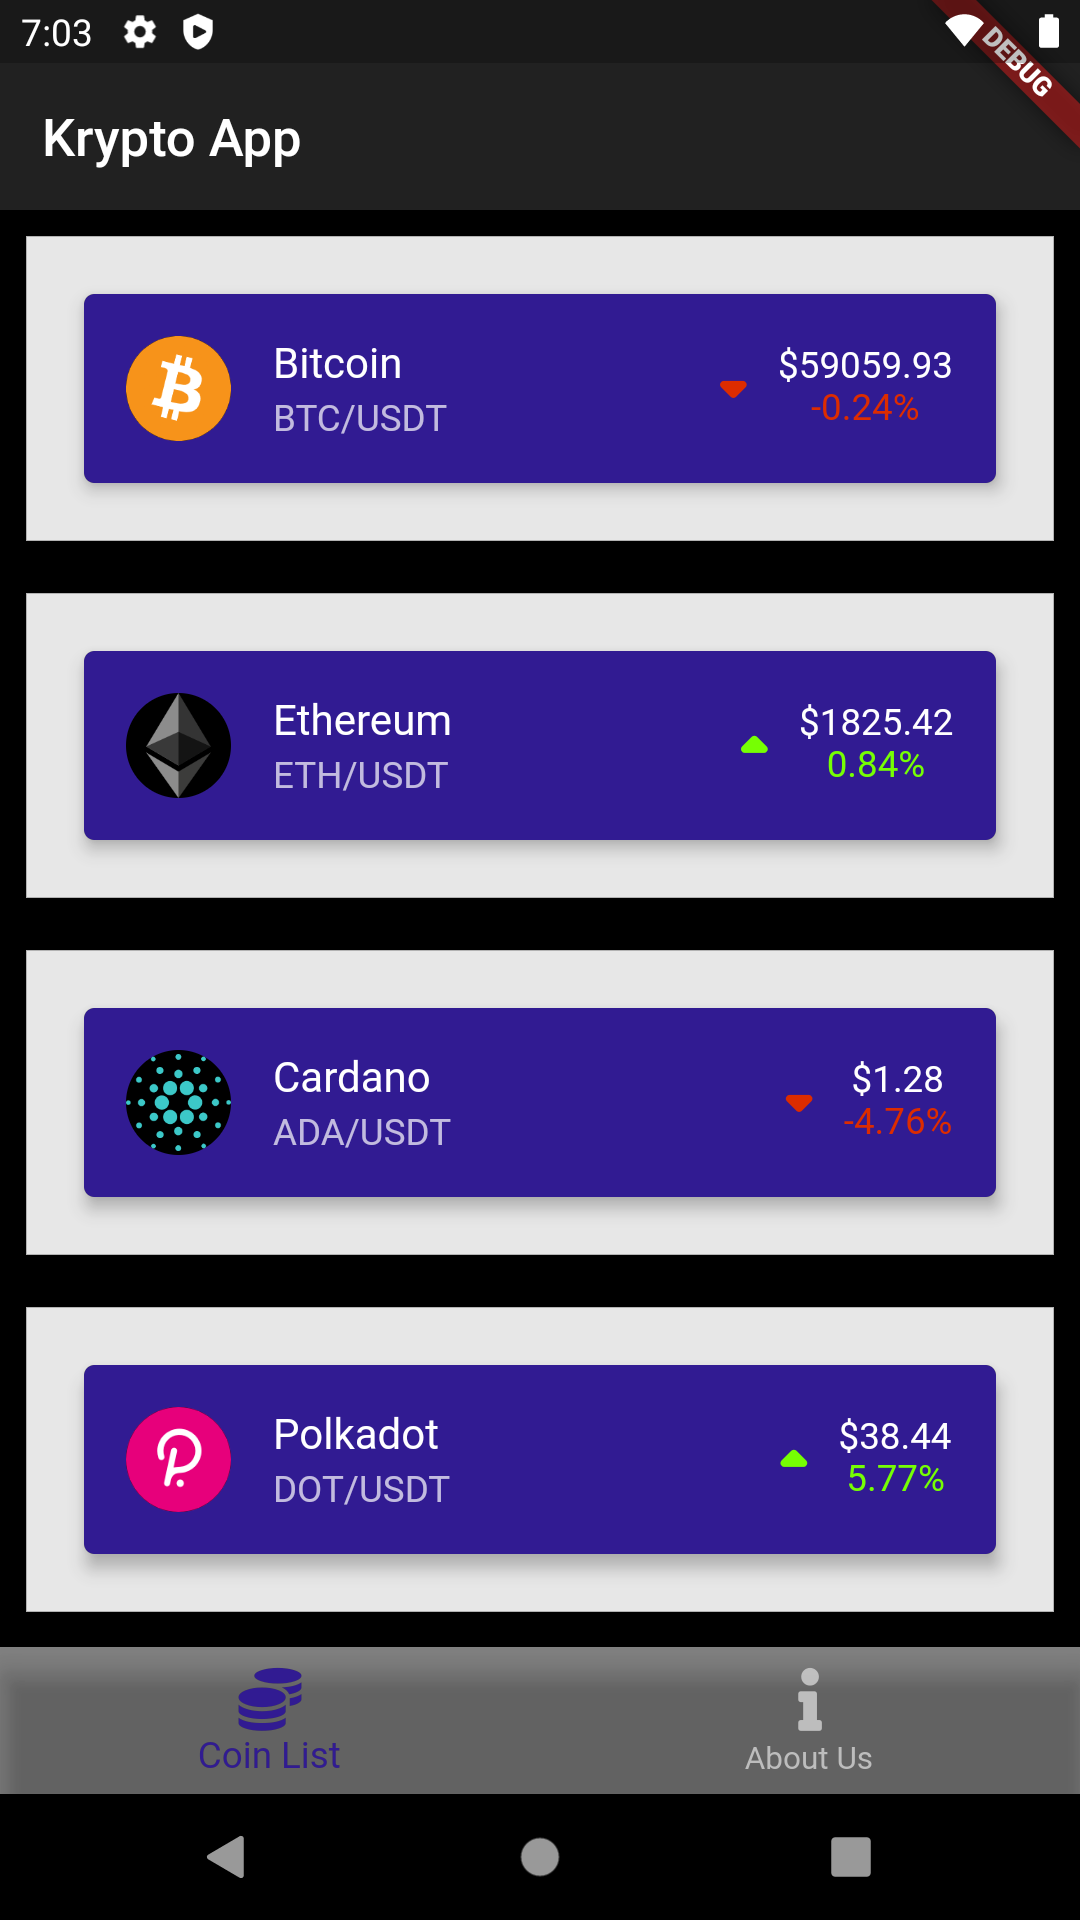 7:03
DEBUG
Krypto App
Bitcoin
$59059.93
BTC/USDT
-0.24%
Ethereum
$1825.42
ETH/USDT
0.84%
Cardano
$1.28
ADA/USDT
-4.76%
Polkadot
$38.44
DOT/USDT
5.77%
Coin List
About Us